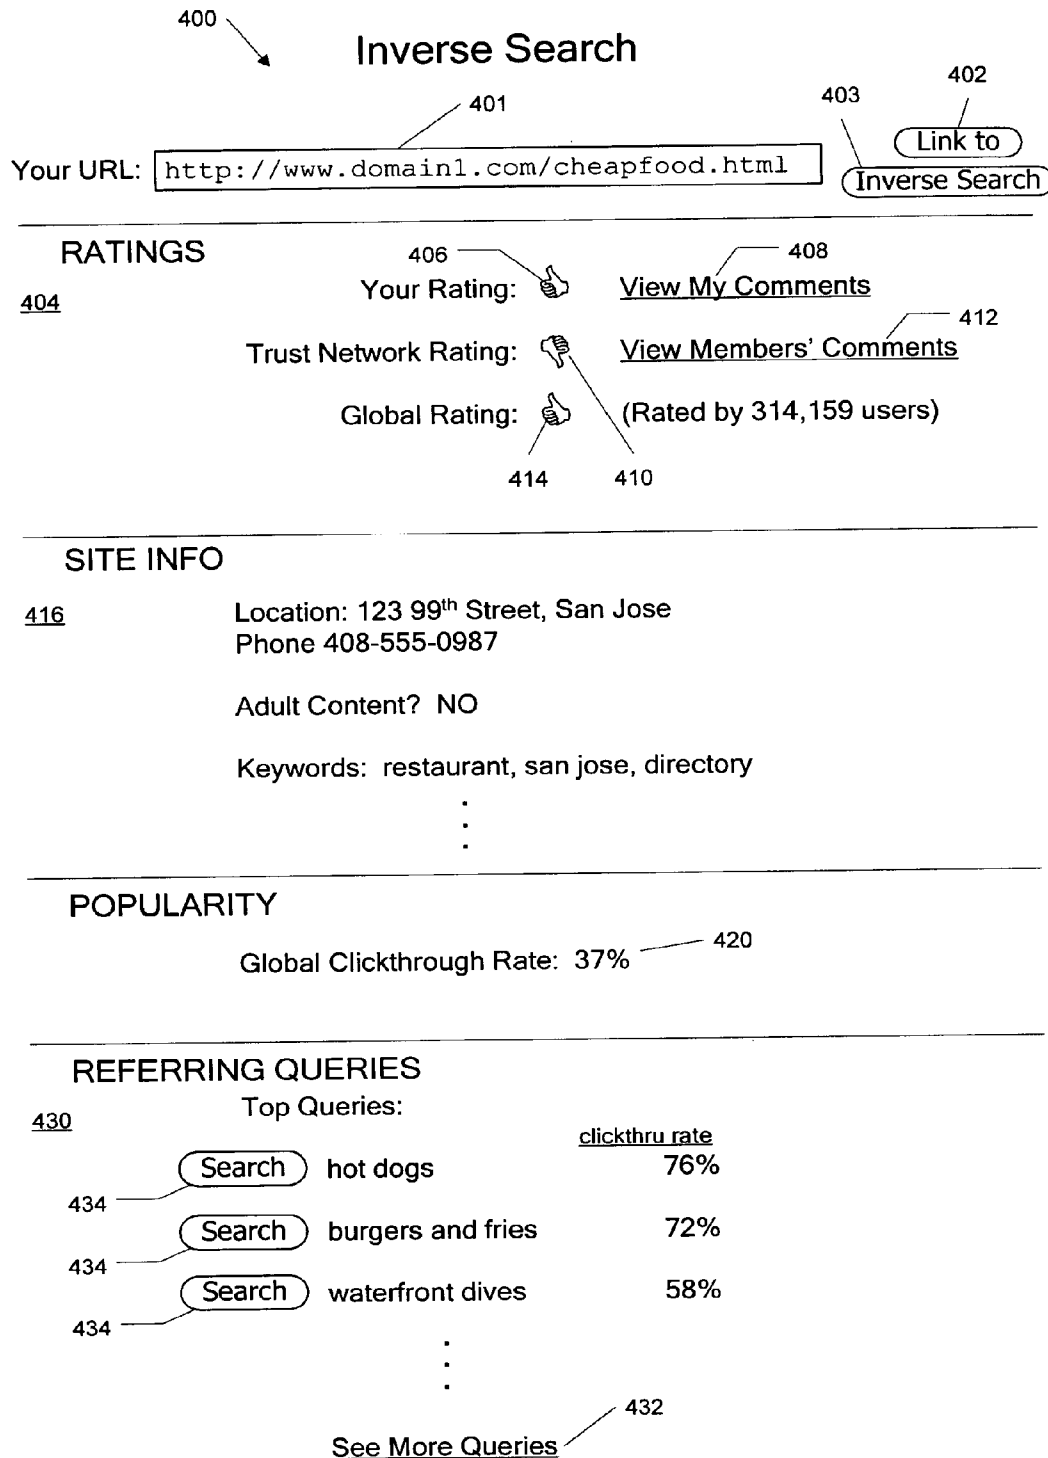 400
Inverse Search
401
403
402
Your URL: http://www.domain1.com/cheapfood.html
Link to
Inverse Search
RATINGS
404
406
Your Rating:
408
View My Comments
Trust Network Rating:
412
View Members' Comments
Global Rating: (Rated by 314,159 users)
414
410
SITE INFO
416
Location: 123 99th Street, San Jose
Phone 408-555-0987
Adult Content? NO
Keywords: restaurant, san jose, directory
POPULARITY
Global Clickthrough Rate: 37%
420
REFERRING QUERIES
430
Top Queries:
clickthru rate
Search hot dogs 76%
434
Search burgers and fries 72%
434
Search waterfront dives 58%
434
432
See More Queries